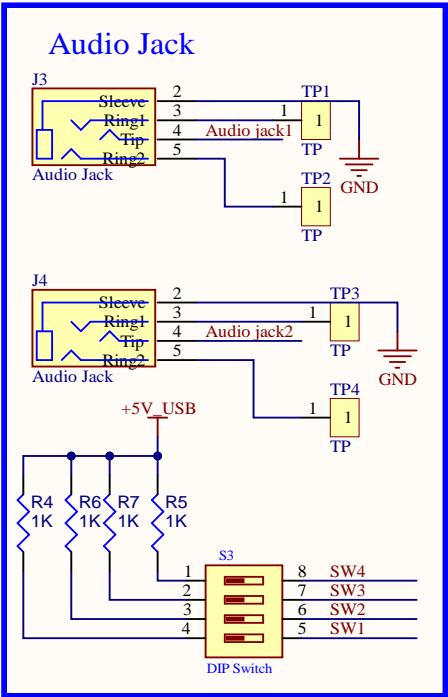 Audio Jack
J3
Sleeve 2
Ring1 3
Tip 4 Audio jack1
Ring2 5
Audio Jack
TP1
1 1
TP
GND
TP2
1 1
TP
J4
Sleeve 2
Ring1 3
Tip 4 Audio jack2
Ring2 5
Audio Jack
TP3
1 1
TP
GND
TP4
1 1
TP
+5V_USB
R4 R6 R7 R5
1K 1K 1K 1K
S3
1 8 SW4
2 7 SW3
3 6 SW2
4 5 SW1
DIP Switch